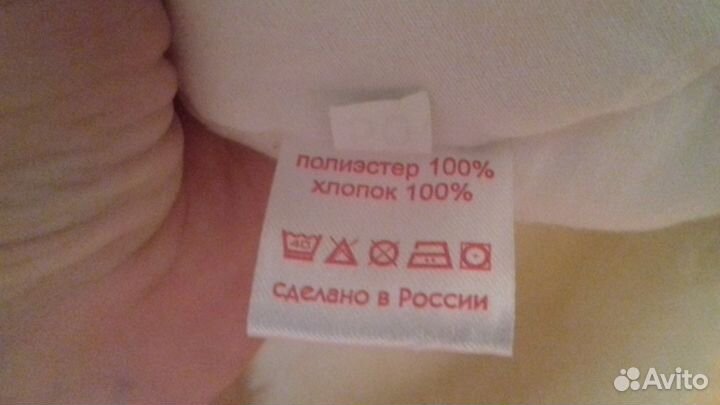 полиэстер 100%
хлопок 100%
40
сделано в России
Avito